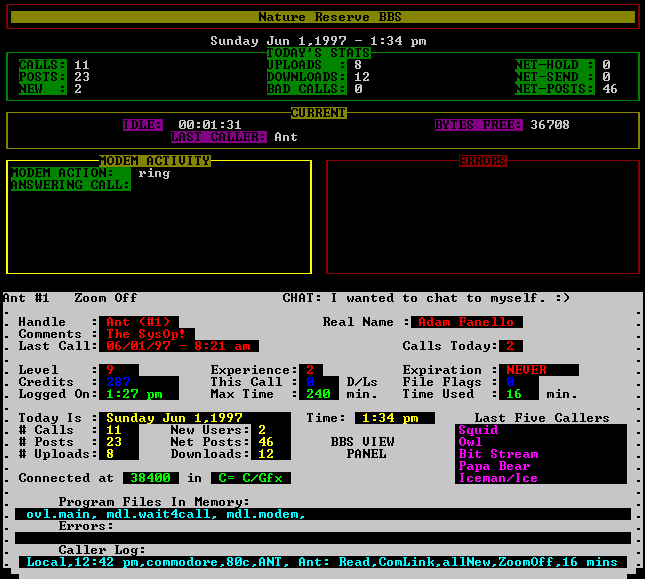 Nature Reserve BBS
Sunday Jun 1,1997 - 1:34 pm
TODAY'S STATS
CALLS: 11 UPLOADS : 8 NET-HOLD : 0
POSTS: 23 DOWNLOADS: 12 NET-SEND : 0
NEW : 2 BAD CALLS: 0 NET-POSTS: 46
CURRENT
IDLE: 00:01:31 BYTES FREE: 36708
LAST CALLER: Ant
MODEM ACTIVITY ERRORS
MODEM ACTION: ring
ANSWERING CALL:
Ant #1 Zoom Off CHAT: I wanted to chat to myself. :)
Handle : Ant (#1) Real Name : Adam Fanello
Comments : The SysOp!
Last Call: 06/01/97 - 8:21 am Calls Today: 2
Level : 9 Experience: 2 Expiration : NEVER
Credits : 287 This Call : 0 D/Ls File Flags : 0
Logged On: 1:27 pm Max Time : 240 min. Time Used : 16 min.
Today Is : Sunday Jun 1,1997 Time: 1:34 pm Last Five Callers
# Calls : 11 New Users: 2 Squid
# Posts : 23 Net Posts: 46 BBS VIEW Owl
# Uploads: 8 Downloads: 12 PANEL Bit Stream
Papa Bear
Connected at 38400 in C= C/Gfx Iceman/Ice
Program Files In Memory:
ovl.main, mdl.wait4call, mdl.modem,
Errors:
Caller Log:
Local,12:42 pm,commodore,80c,ANT, Ant: Read,ComLink,allNew,ZoomOff,16 mins